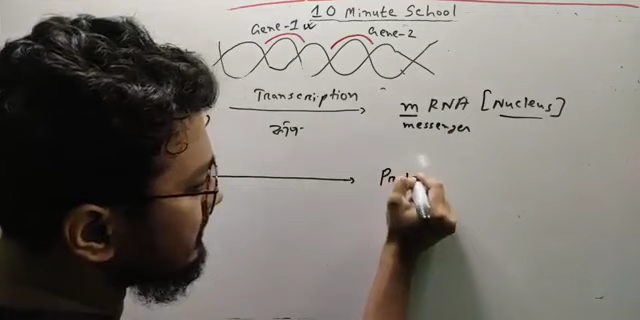 10 Minute School
Gene-1 Gene-2
Transcription
mRNA [Nucleus]
messenger